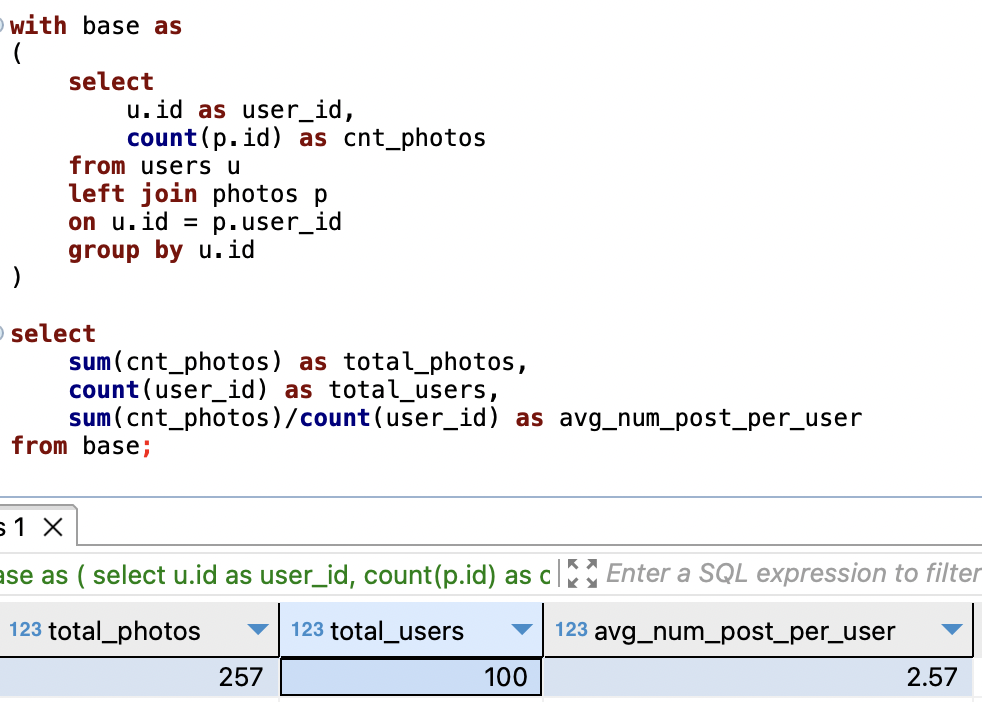 with base as
(
    select
        u.id as user_id,
        count(p.id) as cnt_photos
    from users u
    left join photos p
    on u.id = p.user_id
    group by u.id
)
select
    sum(cnt_photos) as total_photos,
    count(user_id) as total_users,
    sum(cnt_photos)/count(user_id) as avg_num_post_per_user
from base;
s 1
ase as ( select u.id as user_id, count(p.id) as c Enter a SQL expression to filter
123 total_photos 123 total_users 123 avg_num_post_per_user
257 100 2.57